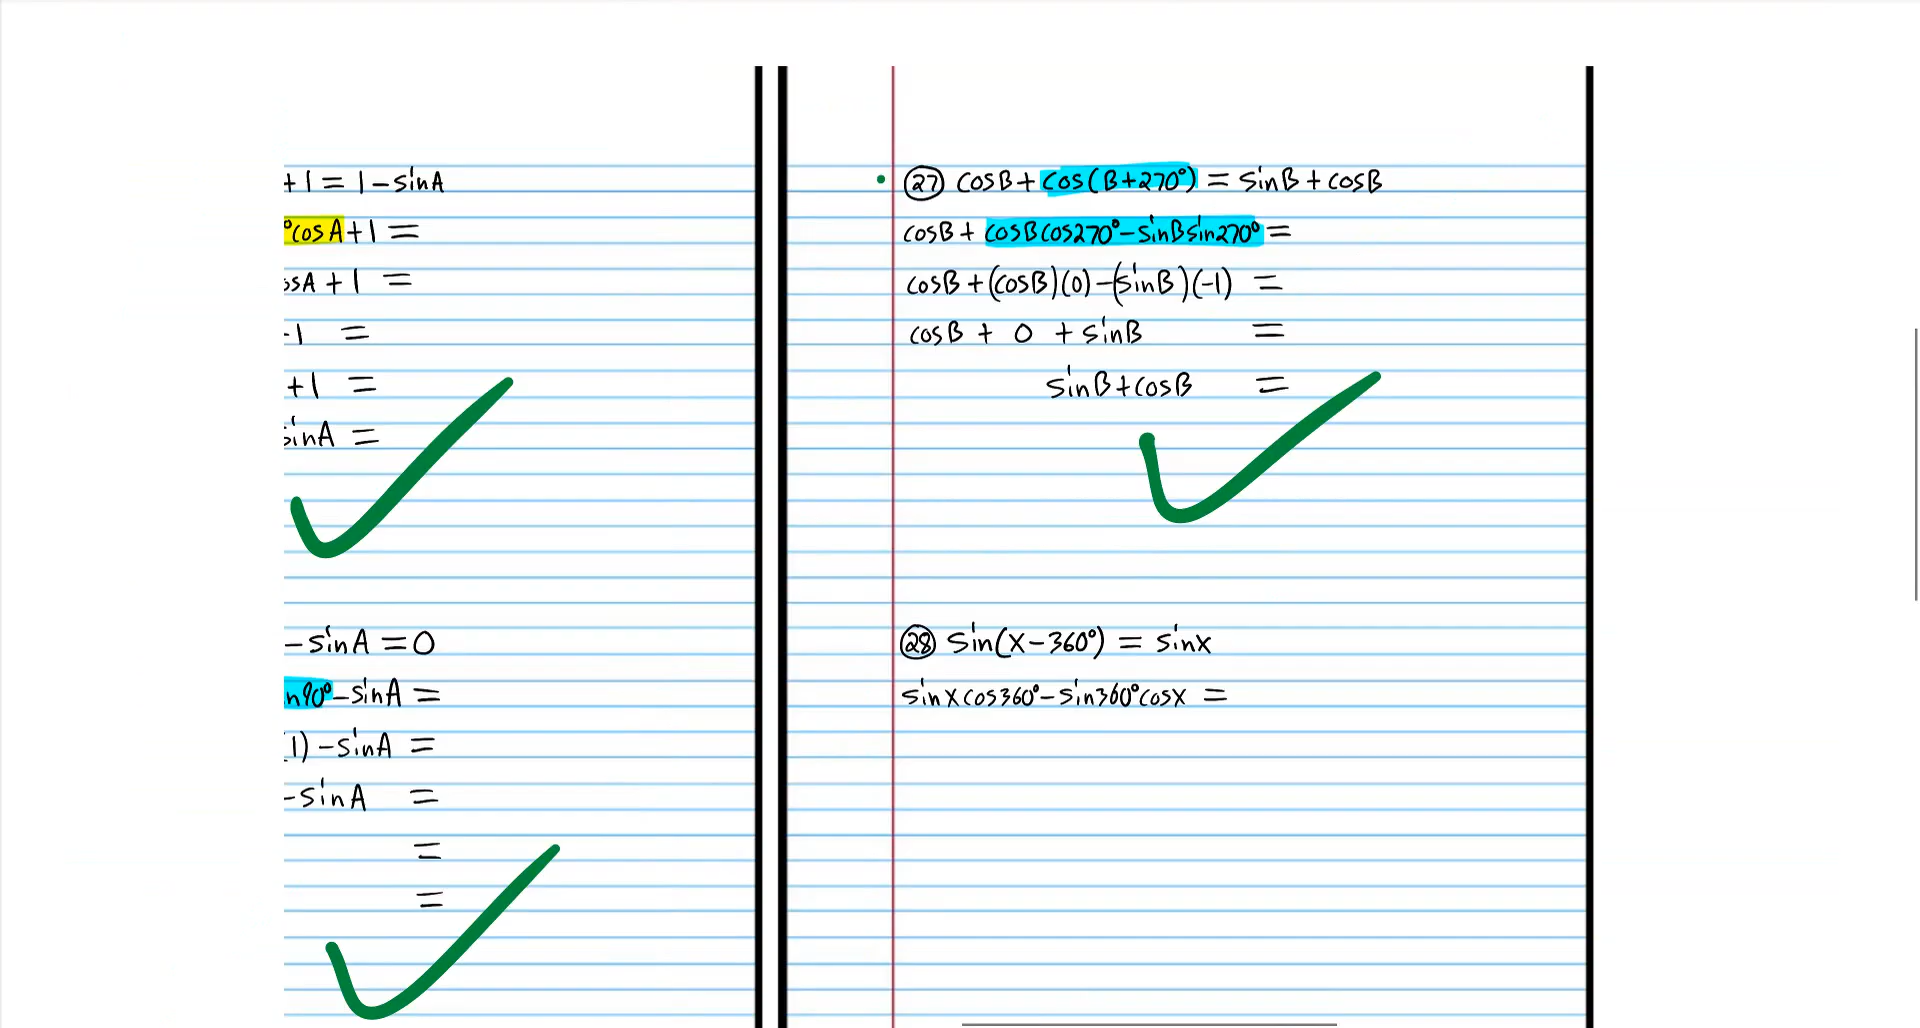 +1 = 1-sinA
°cosA+1 =
osA + 1 =
-1 =
+1 =
sinA =
-sinA = 0
n90°-sinA =
(1)-sinA =
-sinA =
=
=
27 cosB + cos(B+270°) = sinB + cosB
cosB + cosBcos270°-sinBsin270° =
cosB + (cosB)(0)-(sinB)(-1) =
cosB + 0 + sinB =
sinB+cosB =
28 sin(x-360°) = sinx
sinxcos360°-sin360°cosx =